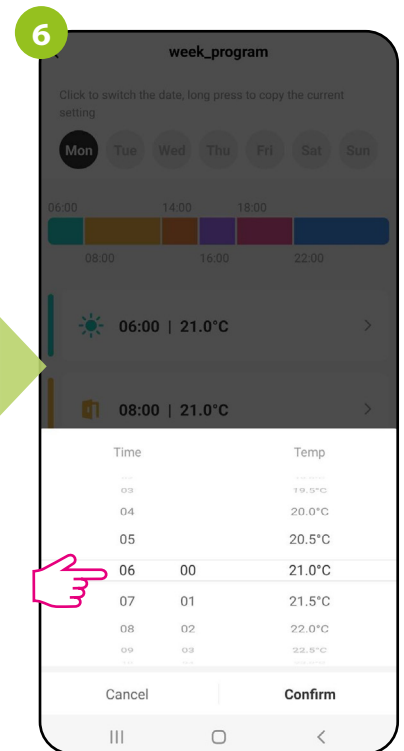 6
week_program
Click to switch the date, long press to copy the current
setting
Mon Tue Wed Thu Fri Sat Sun
06:00 14:00 18:00
08:00 16:00 22:00
06:00 | 21.0°C
08:00 | 21.0°C
Time Temp
03 19.5°C
04 20.0°C
05 20.5°C
06 00 21.0°C
07 01 21.5°C
08 02 22.0°C
09 03 22.5°C
Cancel Confirm